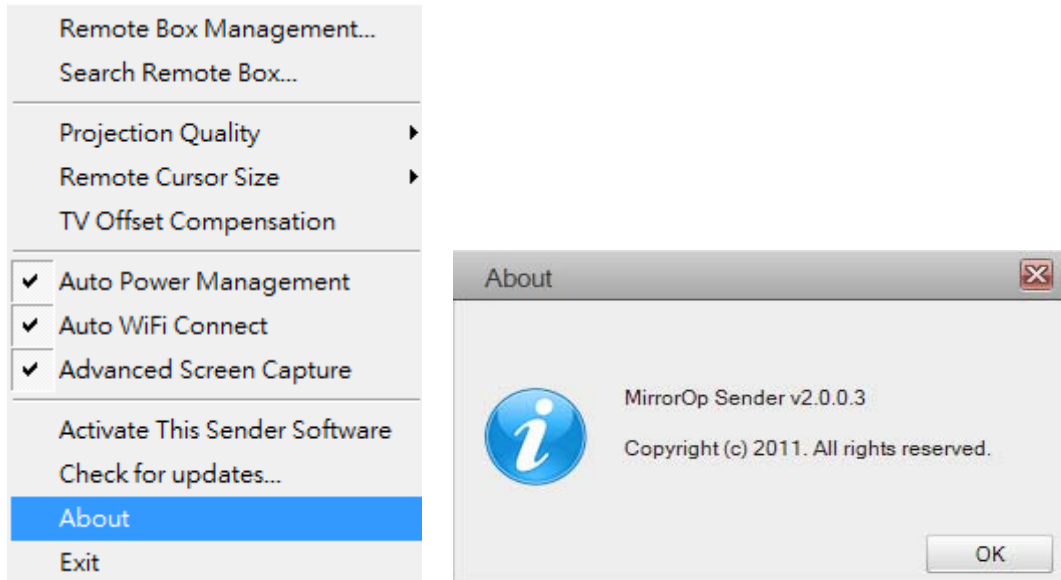 Remote Box Management...
Search Remote Box...
Projection Quality
Remote Cursor Size
TV Offset Compensation
Auto Power Management
Auto WiFi Connect
Advanced Screen Capture
Activate This Sender Software
Check for updates...
About
Exit
About
MirrorOp Sender v2.0.0.3
Copyright (c) 2011. All rights reserved.
OK